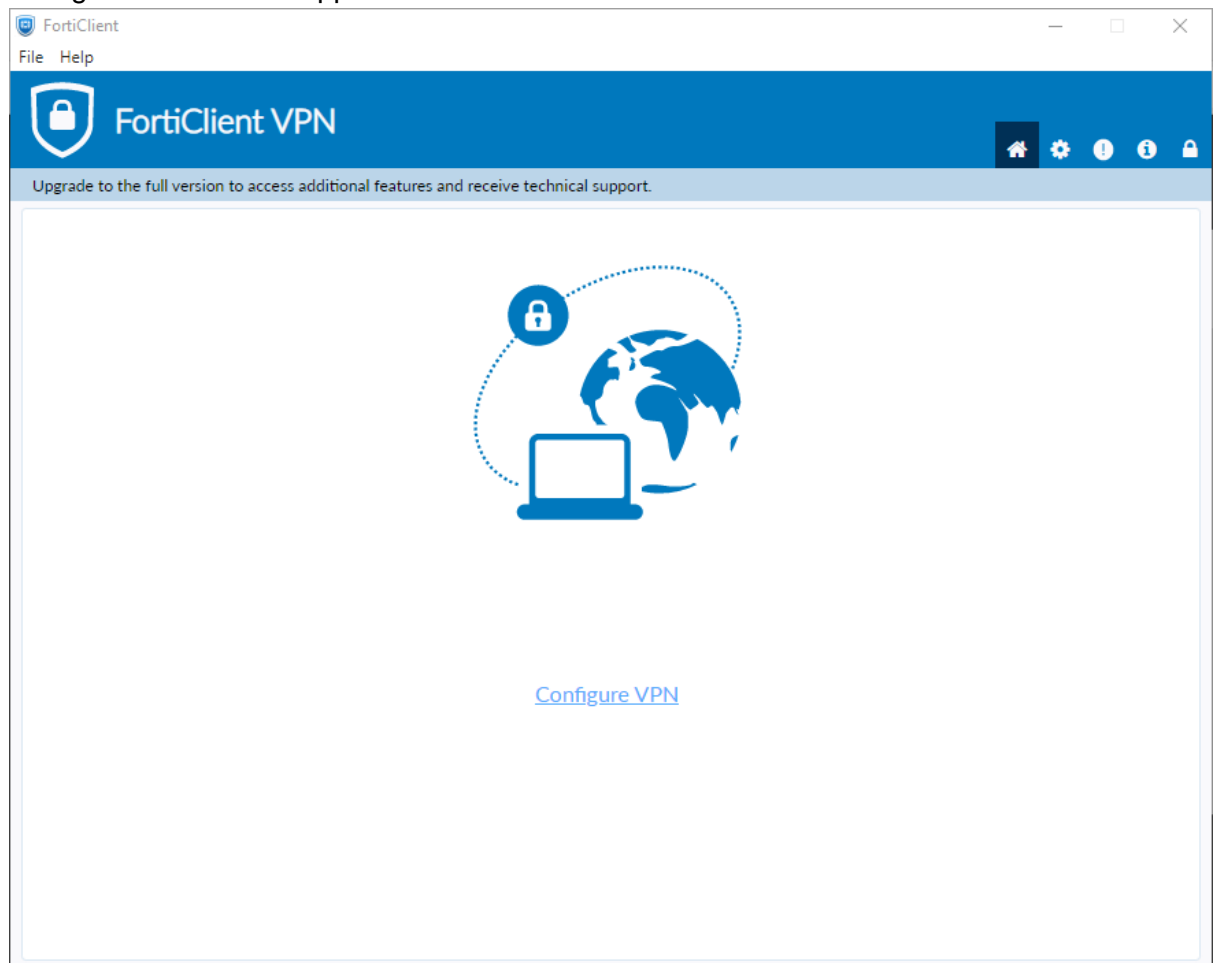 FortiClient
File Help
FortiClient VPN
Upgrade to the full version to access additional features and receive technical support.
Configure VPN